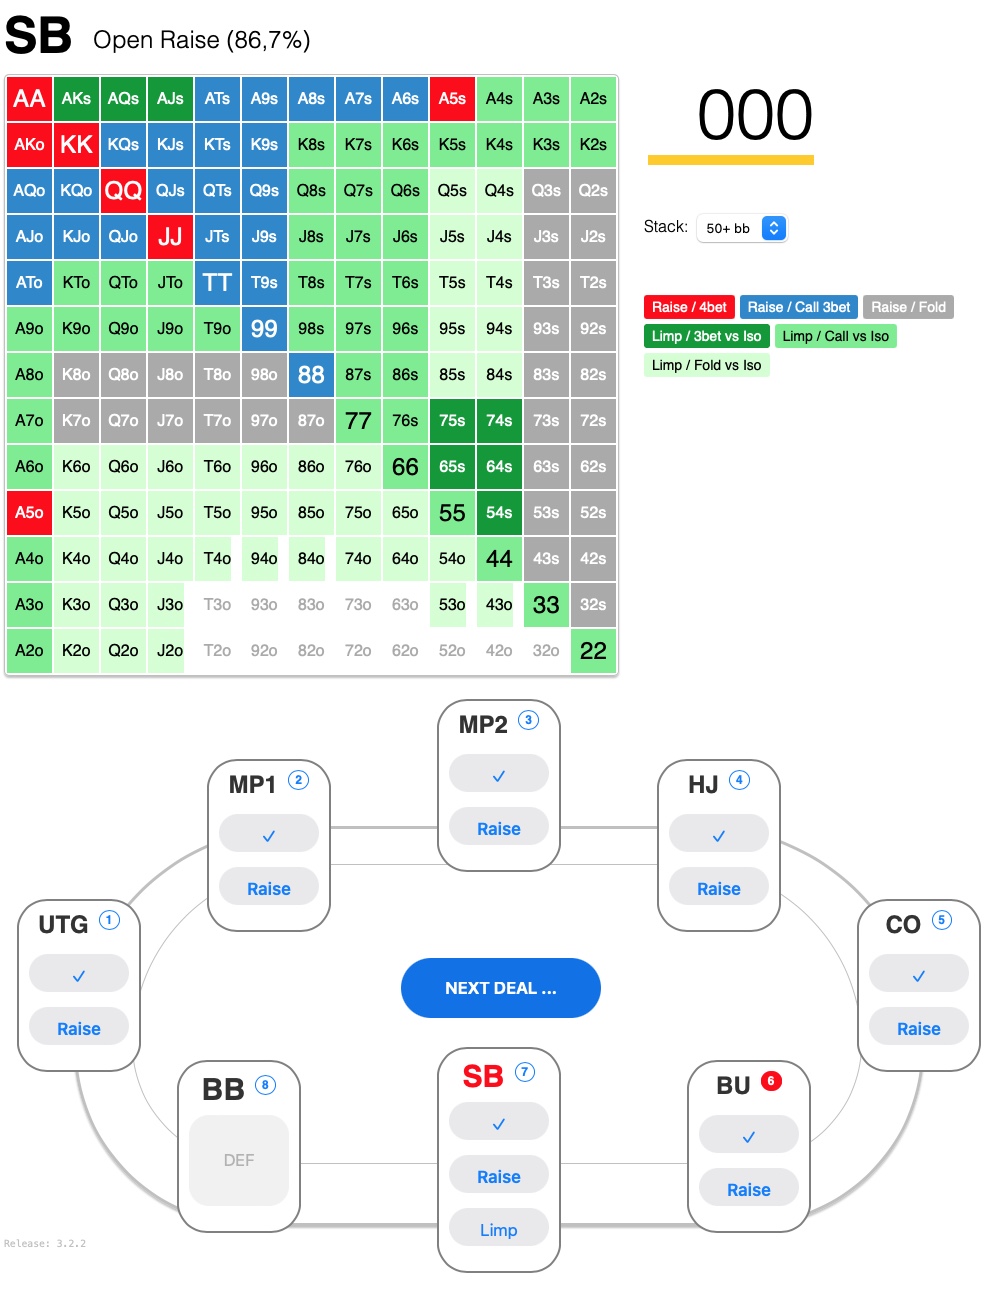 SB Open Raise (86,7%)
AA AKs AQs AJs ATs A9s A8s A7s A6s A5s A4s A3s A2s
AKo KK KQs KJs KTs K9s K8s K7s K6s K5s K4s K3s K2s
AQo KQo QQ QJs QTs Q9s Q8s Q7s Q6s Q5s Q4s Q3s Q2s
AJo KJo QJo JJ JTs J9s J8s J7s J6s J5s J4s J3s J2s
ATo KTo QTo JTo TT T9s T8s T7s T6s T5s T4s T3s T2s
A9o K9o Q9o J9o T9o 99 98s 97s 96s 95s 94s 93s 92s
A8o K8o Q8o J8o T8o 98o 88 87s 86s 85s 84s 83s 82s
A7o K7o Q7o J7o T7o 97o 87o 77 76s 75s 74s 73s 72s
A6o K6o Q6o J6o T6o 96o 86o 76o 66 65s 64s 63s 62s
A5o K5o Q5o J5o T5o 95o 85o 75o 65o 55 54s 53s 52s
A4o K4o Q4o J4o T4o 94o 84o 74o 64o 54o 44 43s 42s
A3o K3o Q3o J3o T3o 93o 83o 73o 63o 53o 43o 33 32s
A2o K2o Q2o J2o T2o 92o 82o 72o 62o 52o 42o 32o 22
000
Stack: 50+ bb
Raise / 4bet Raise / Call 3bet Raise / Fold
Limp / 3bet vs Iso Limp / Call vs Iso
Limp / Fold vs Iso
MP2 3
Raise
MP1 2
Raise
HJ 4
Raise
UTG 1
Raise
CO 5
Raise
NEXT DEAL ...
BB 8
DEF
SB 7
Raise
Limp
BU 6
Raise
Release: 3.2.2